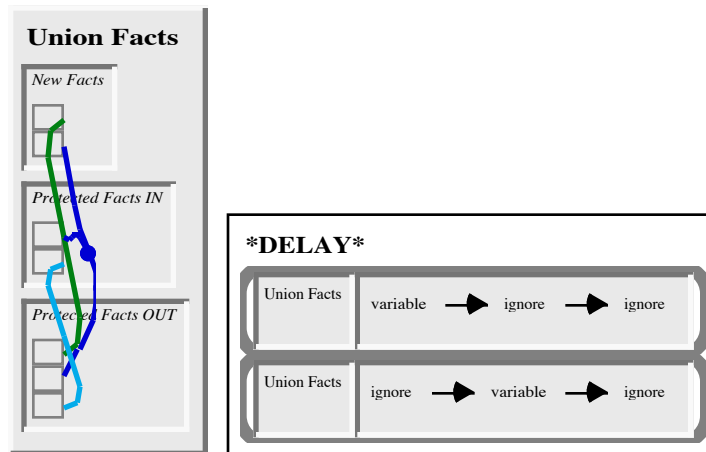 Union Facts
New Facts
Protected Facts IN
Protected Facts OUT
*DELAY*
Union Facts variable ignore ignore
Union Facts ignore variable ignore